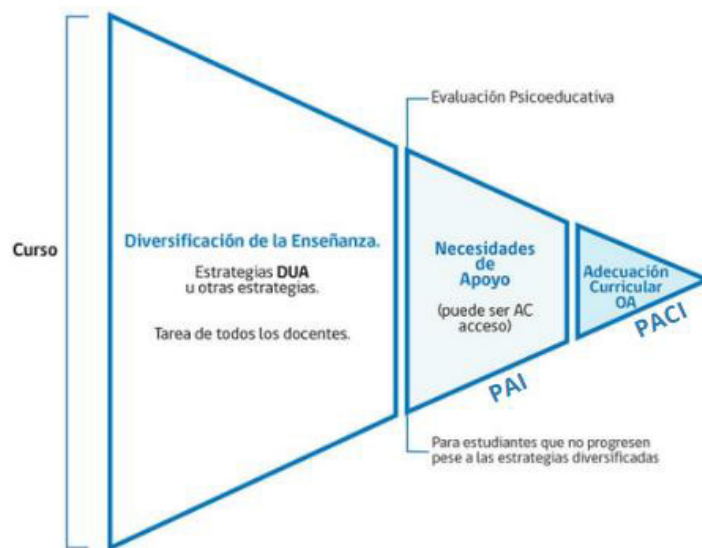 Curso
Diversificación de la Enseñanza.
Estrategias DUA
u otras estrategias.
Tarea de todos los docentes.
Evaluación Psicoeducativa
Necesidades
de
Apoyo
(puede ser AC
acceso)
PAI
Para estudiantes que no progresen
pese a las estrategias diversificadas
Adecuación
Curricular
OA
PACI